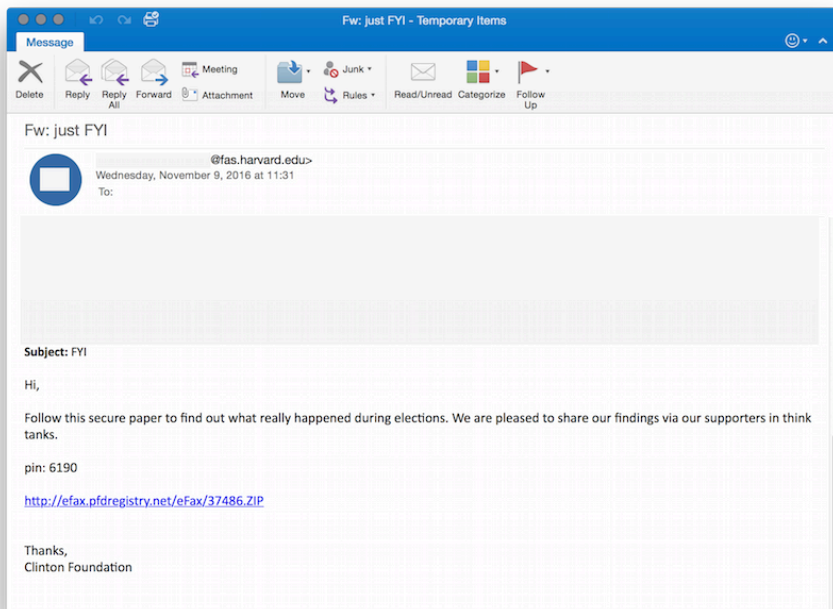 Fw: just FYI - Temporary Items
Message
Delete
Reply
Reply
All
Forward
Meeting
Attachment
Move
Junk
Rules
Read/Unread
Categorize
Follow
Up
Fw: just FYI
@fas.harvard.edu>
Wednesday, November 9, 2016 at 11:31
To:
Subject: FYI
Hi,
Follow this secure paper to find out what really happened during elections. We are pleased to share our findings via our supporters in think
tanks.
pin: 6190
http://efax.pfdregistry.net/eFax/37486.ZIP
Thanks,
Clinton Foundation